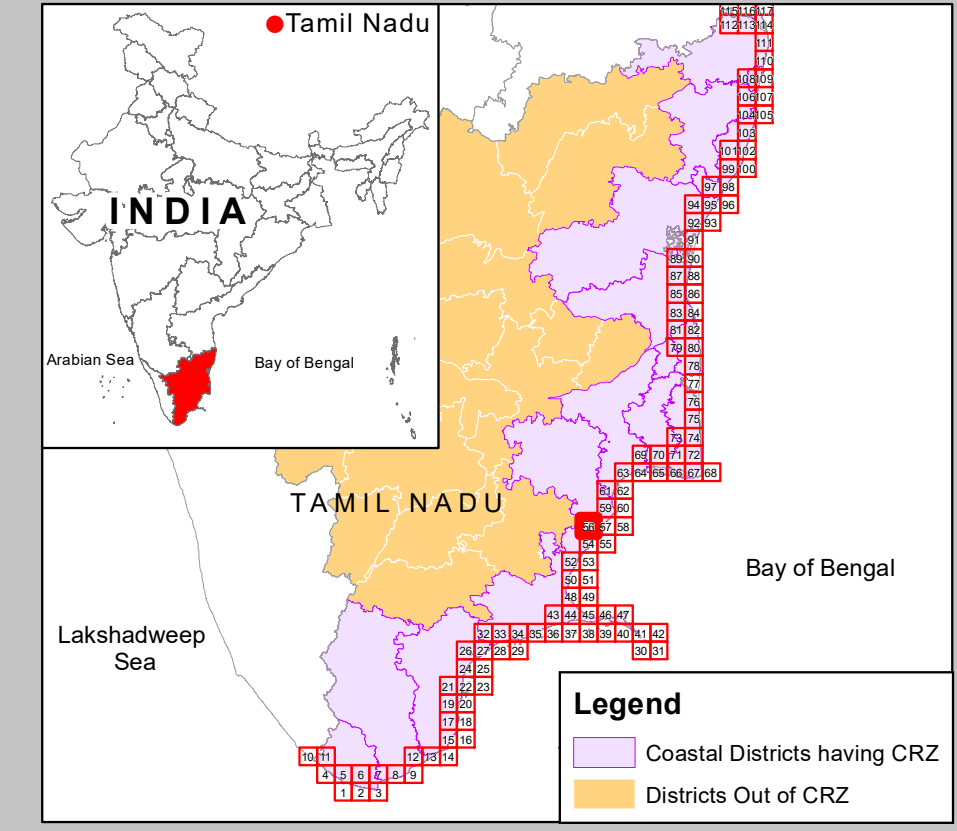 Tamil Nadu
INDIA
Arabian Sea
Bay of Bengal
115 116 117
112 113 114
111
110
108 109
106 107
104 105
103
101 102
99 100
97 98
94 95 96
92 93
91
89 90
87 88
85 86
83 84
81 82
79 80
78
77
76
75
73 74
69 70 71 72
63 64 65 66 67 68
61 62
59 60
TAMIL NADU
56 57 58
54 55
52 53
Bay of Bengal
50 51
48 49
43 44 45 46 47
32 33 34 35 36 37 38 39 40 41 42
Lakshadweep
Sea
26 27 28 29 30 31
24 25
21 22 23
19 20
17 18
15 16
10 11 12 13 14
4 5 6 7 8 9
1 2 3
Legend
Coastal Districts having CRZ
Districts Out of CRZ